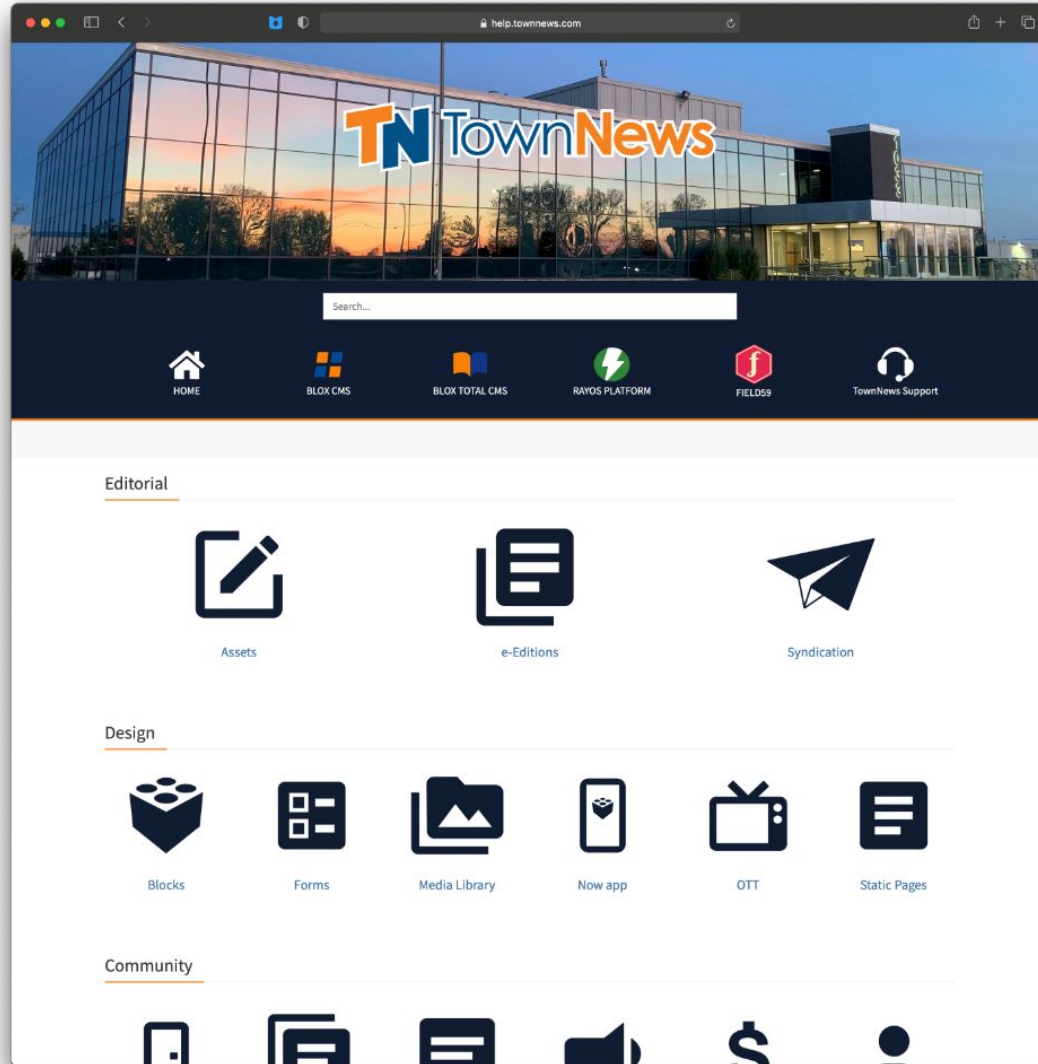 help.townnews.com
TN TownNews
Search...
HOME
BLOX CMS
BLOX TOTAL CMS
RAYOS PLATFORM
FIELD59
TownNews Support
Editorial
Assets
e-Editions
Syndication
Design
Blocks
Forms
Media Library
Now app
OTT
Static Pages
Community